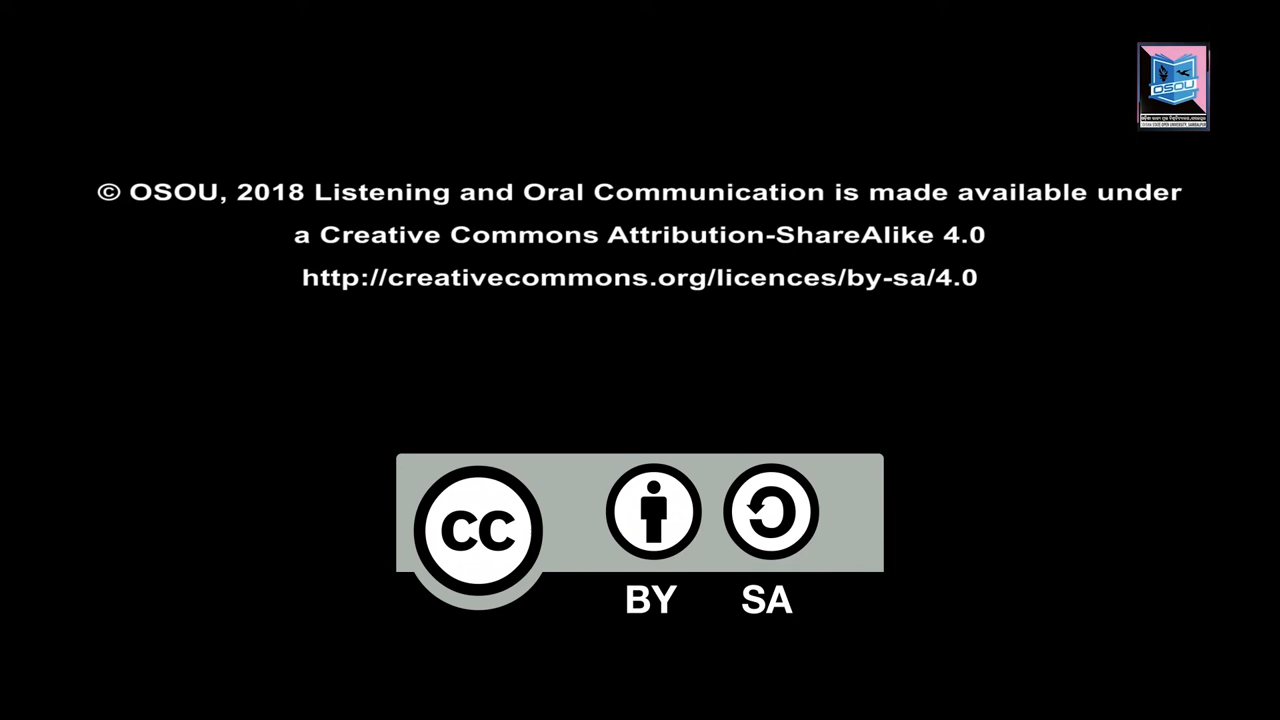 OSOU
© OSOU, 2018 Listening and Oral Communication is made available under
a Creative Commons Attribution-ShareAlike 4.0
http://creativecommons.org/licences/by-sa/4.0
cc
BY SA